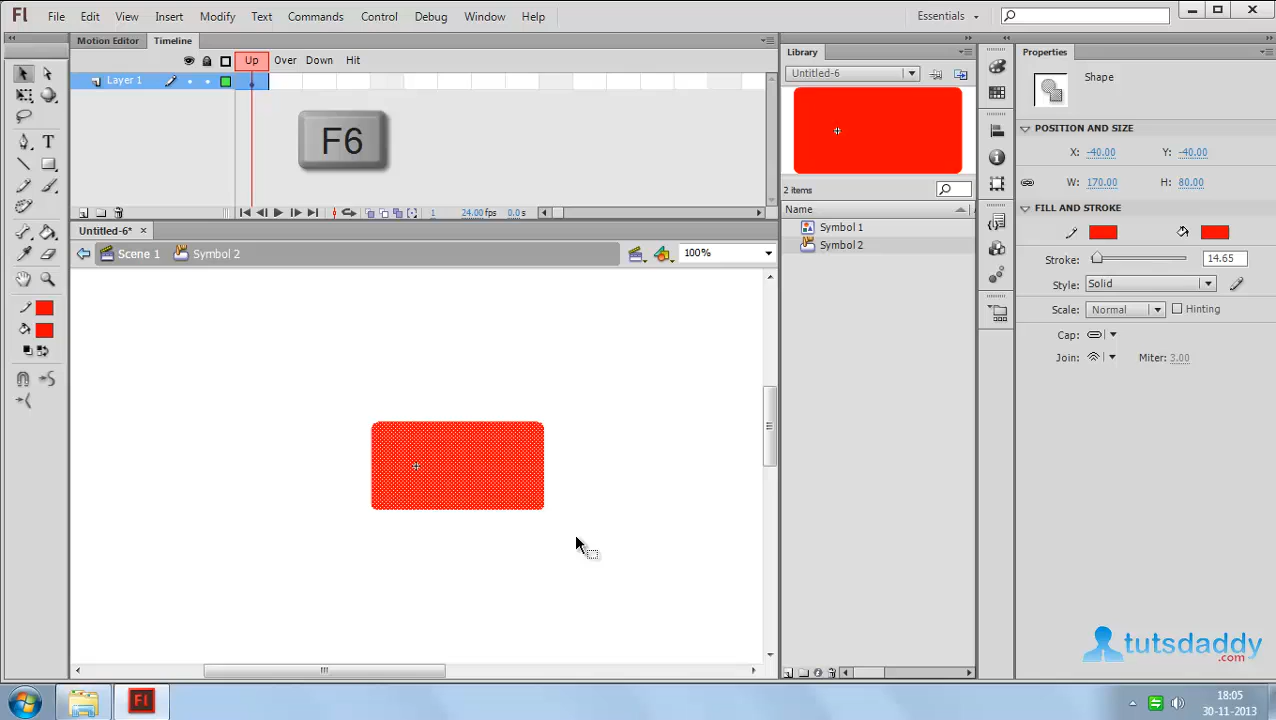 Fl File Edit View Insert Modify Text Commands Control Debug Window Help Essentials
Motion Editor Timeline
Up Over Down Hit
Layer 1
F6
1 24.00fps 0.0s
Untitled-6*
Scene 1 Symbol 2 100%
Library
Untitled-6
2 items
Name
Symbol 1
Symbol 2
Properties
Shape
POSITION AND SIZE
X: -40.00 Y: -40.00
W: 170.00 H: 80.00
FILL AND STROKE
Stroke: 14.65
Style: Solid
Scale: Normal Hinting
Cap:
Join: Miter: 3.00
tutsdaddy
.com
Fl
18:05
30-11-2013